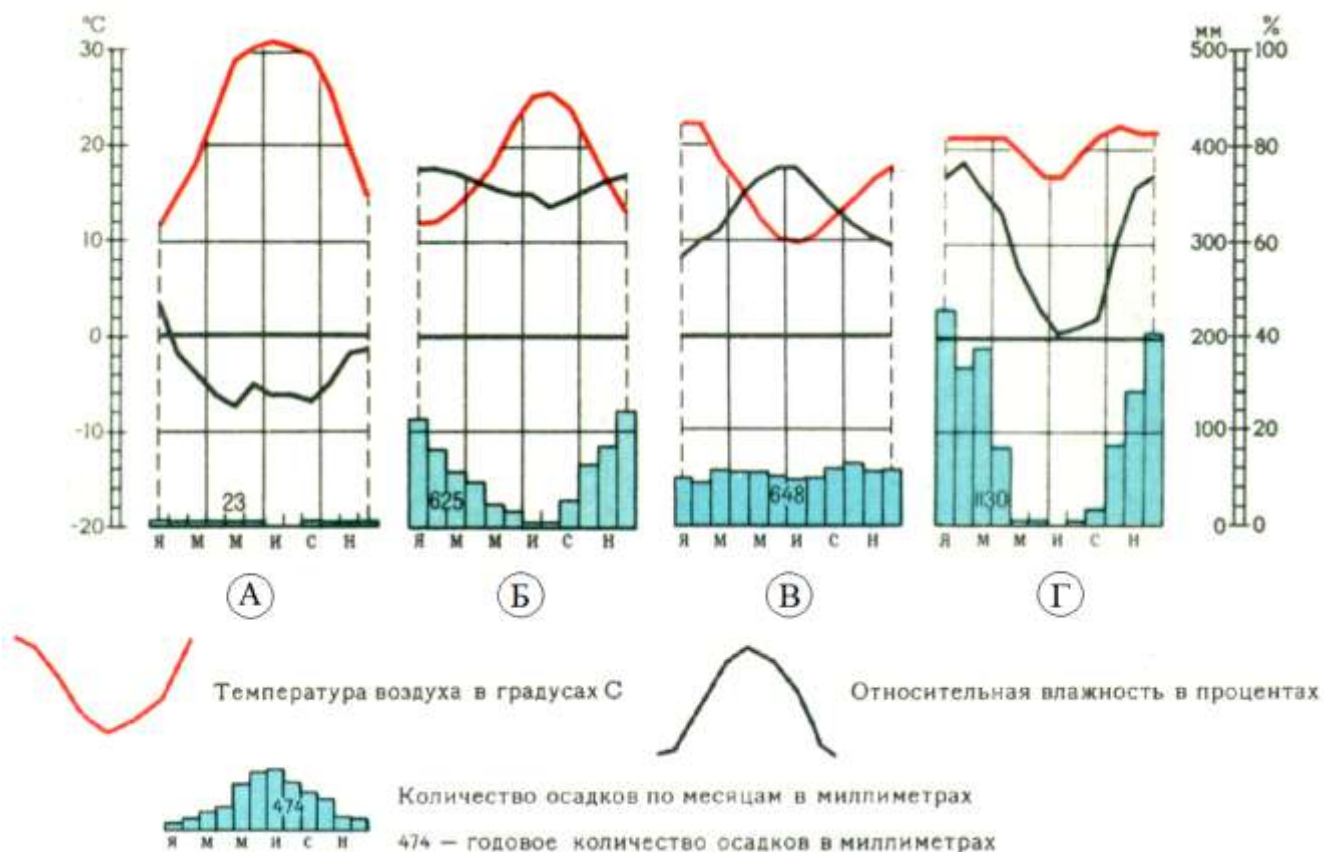 °С
мм %
30
500 100
20
400 80
10
300 60
0
200 40
-10
100 20
23
625
648
1130
-20
0 0
Я М М И С Н
Я М М И С Н
Я М М И С Н
Я М М И С Н
А
Б
В
Г
Температура воздуха в градусах С
Относительная влажность в процентах
474
Я М М И С Н
Количество осадков по месяцам в миллиметрах
474 — годовое количество осадков в миллиметрах